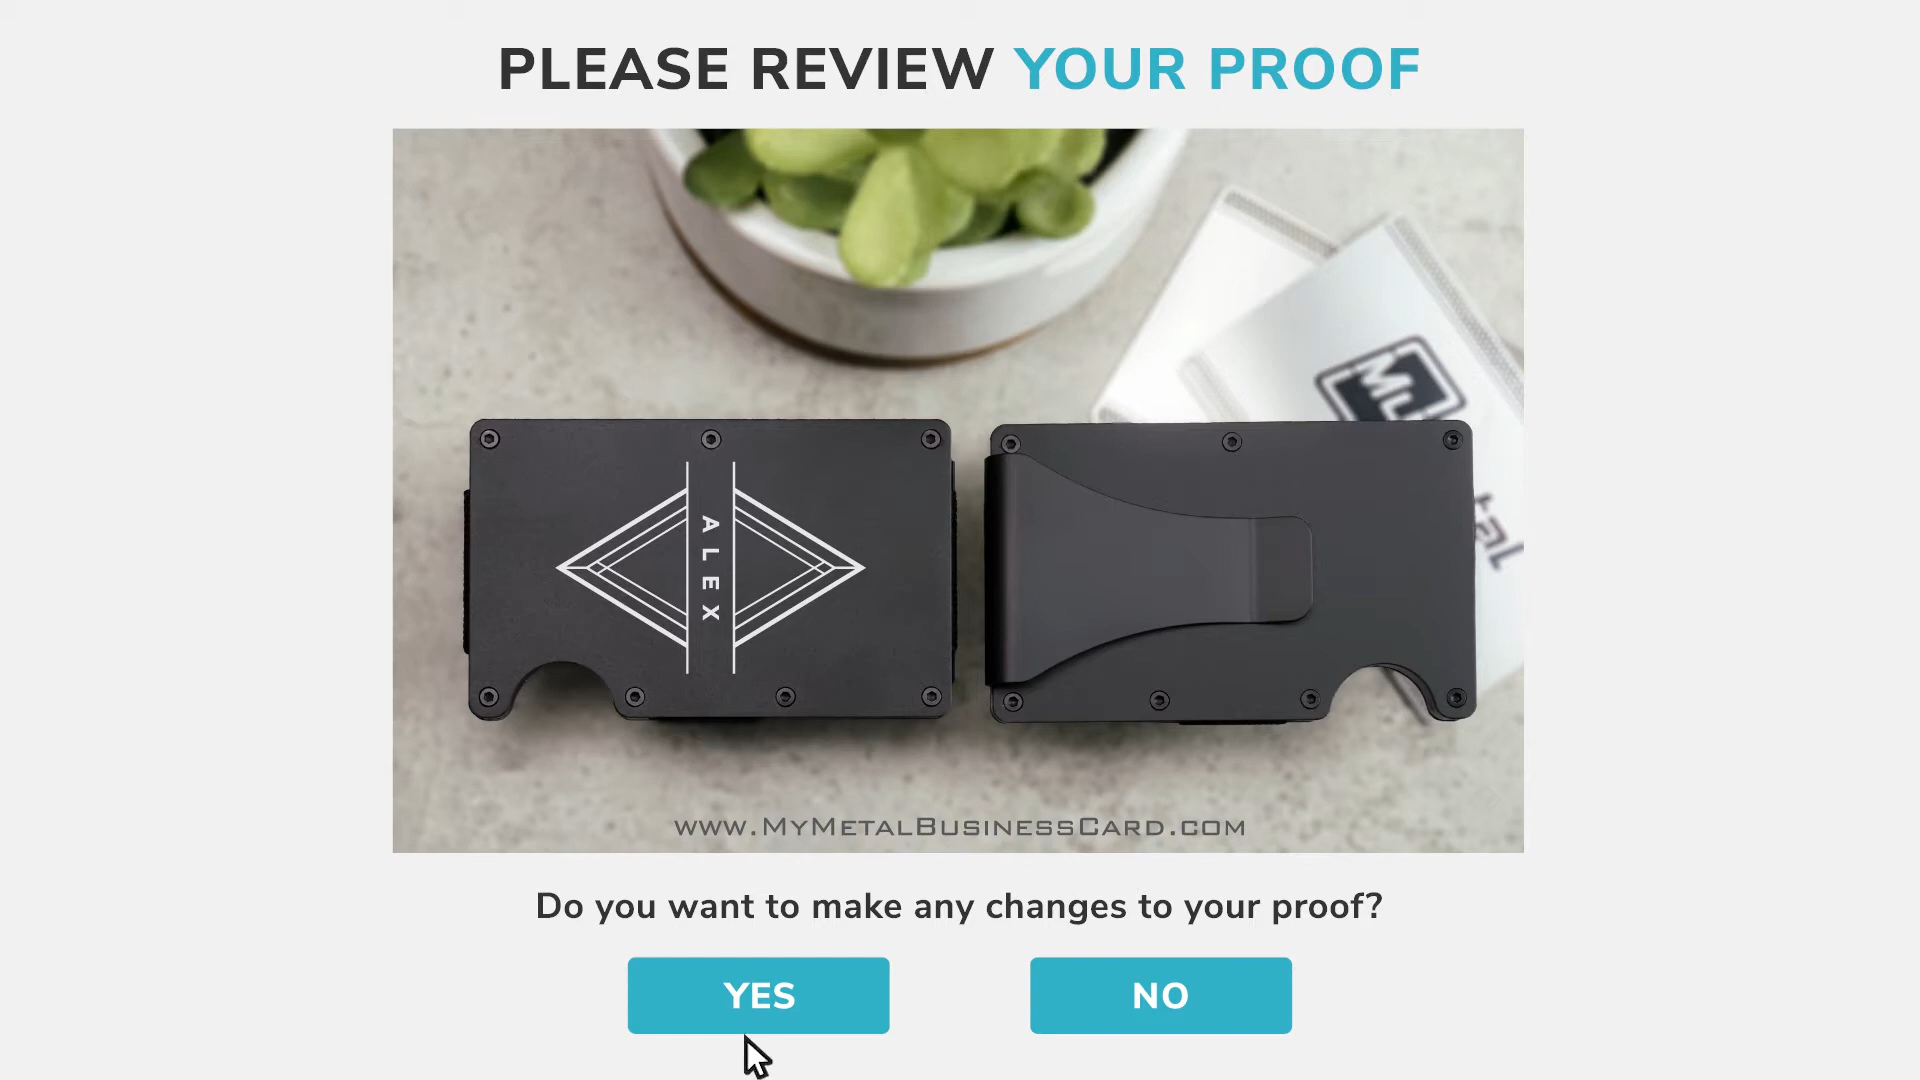 PLEASE REVIEW YOUR PROOF
ALEX
WWW.MYMETALBUSINESSCARD.COM
Do you want to make any changes to your proof?
YES
NO